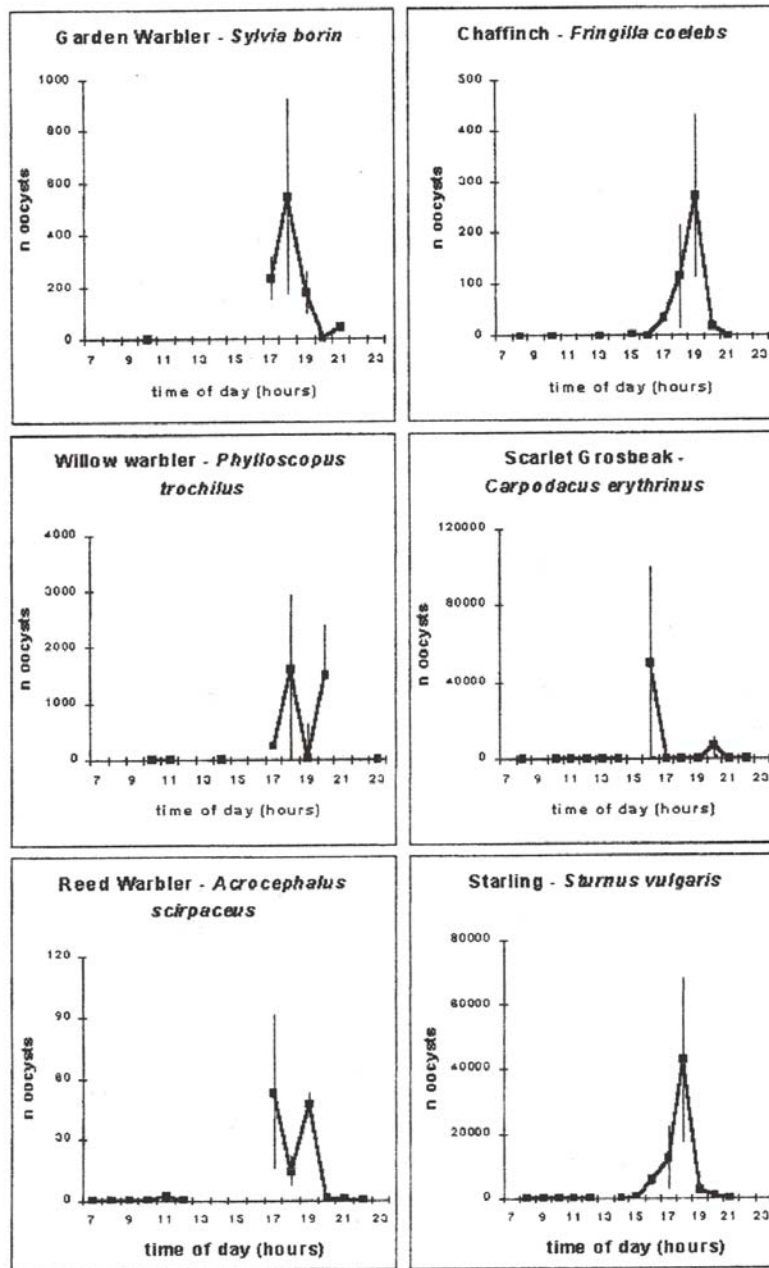 Garden Warbler - Sylvia borin
1000
800
600
400
200
0
n oocysts
7 9 11 13 15 17 19 21 23
time of day (hours)
Chaffinch - Fringilla coelebs
500
400
300
200
100
0
n oocysts
7 9 11 13 15 17 19 21 23
time of day (hours)
Willow warbler - Phylloscopus
trochilus
4000
3000
2000
1000
0
n oocysts
7 9 11 13 15 17 19 21 23
time of day (hours)
Scarlet Grosbeak -
Carpodacus erythrinus
120000
80000
40000
0
n oocysts
7 9 11 13 15 17 19 21 23
time of day (hours)
Reed Warbler - Acrocephalus
scirpaceus
120
90
60
30
0
n oocysts
7 9 11 13 15 17 19 21 23
time of day (hours)
Starling - Sturnus vulgaris
80000
60000
40000
20000
0
n oocysts
7 9 11 13 15 17 19 21 23
time of day (hours)